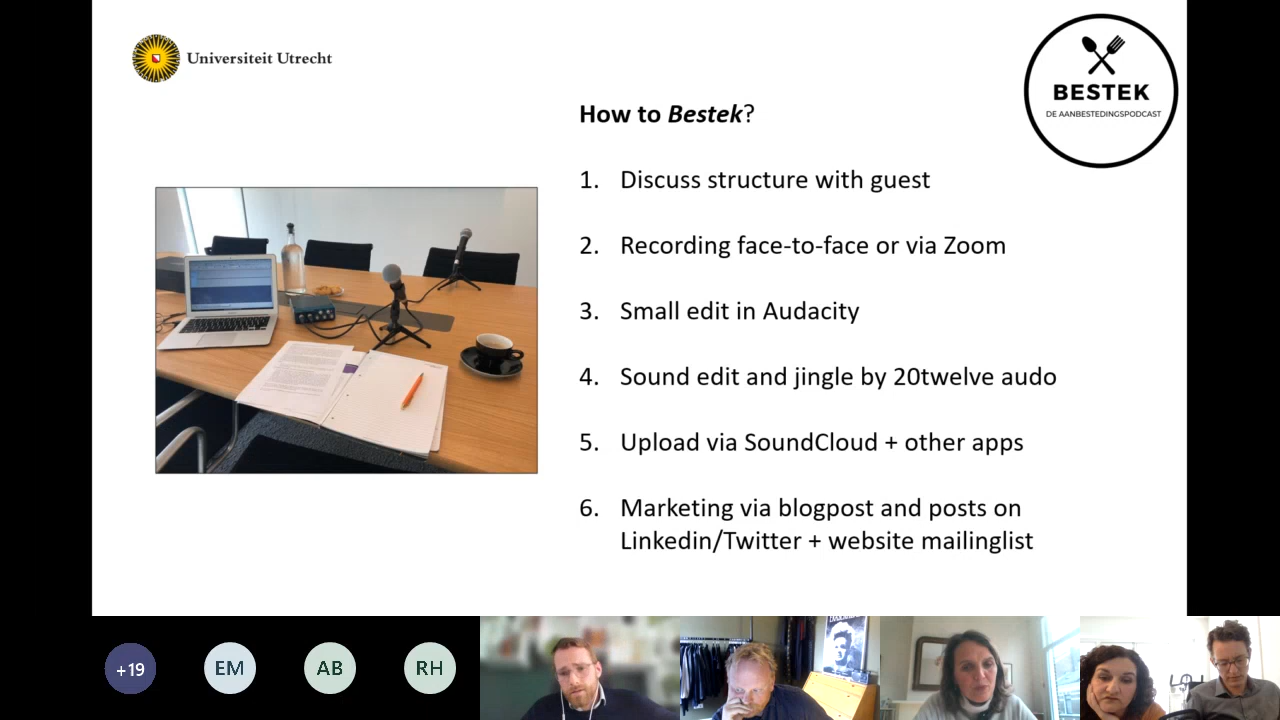 Universiteit Utrecht
BESTEK
DE AANBESTEDINGSPODCAST
How to Bestek?
1. Discuss structure with guest
2. Recording face-to-face or via Zoom
3. Small edit in Audacity
4. Sound edit and jingle by 20twelve audo
5. Upload via SoundCloud + other apps
6. Marketing via blogpost and posts on
Linkedin/Twitter + website mailinglist
+19
EM
AB
RH